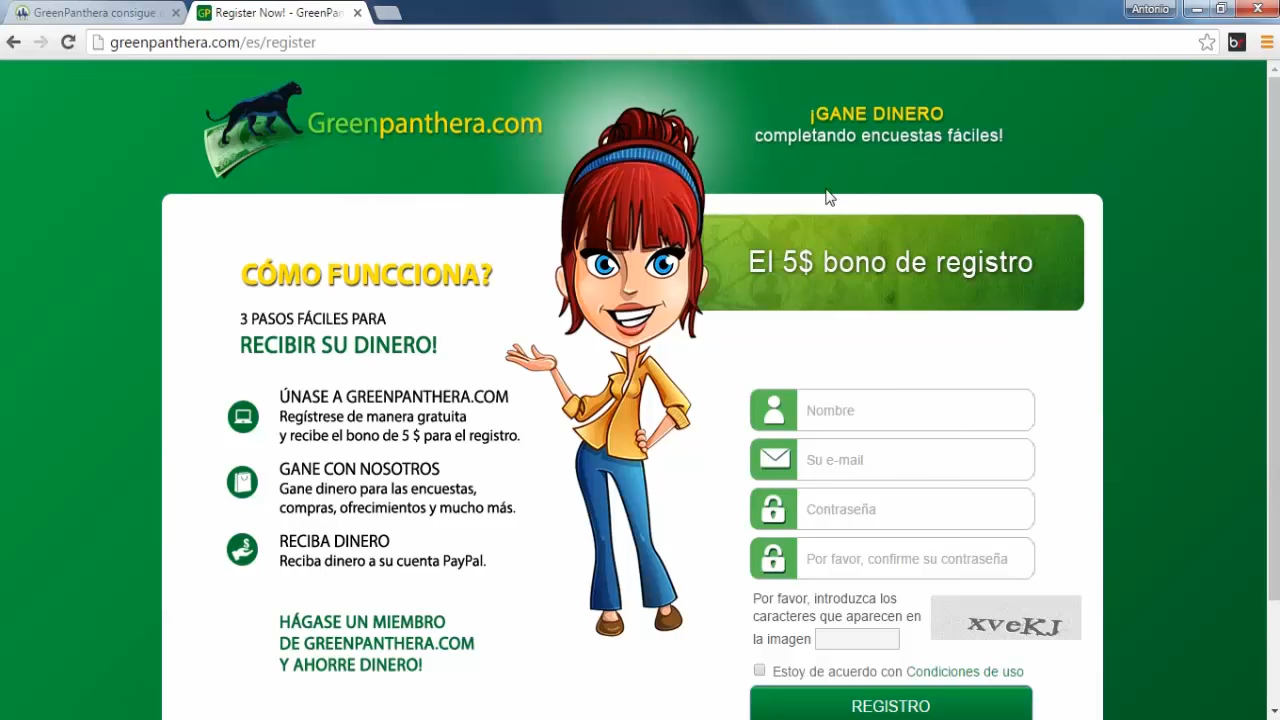 GreenPanthera consigue
Register Now! - GreenPan
Antonio
greenpanthera.com/es/register
Greenpanthera.com
¡GANE DINERO
completando encuestas fáciles!
El 5$ bono de registro
CÓMO FUNCCIONA?
3 PASOS FÁCILES PARA
RECIBIR SU DINERO!
ÚNASE A GREENPANTHERA.COM
Regístrese de manera gratuita
y recibe el bono de 5 $ para el registro.
GANE CON NOSOTROS
Gane dinero para las encuestas,
compras, ofrecimientos y mucho más.
RECIBA DINERO
Reciba dinero a su cuenta PayPal.
HÁGASE UN MIEMBRO
DE GREENPANTHERA.COM
Y AHORRE DINERO!
Nombre
Su e-mail
Contraseña
Por favor, confirme su contraseña
Por favor, introduzca los
caracteres que aparecen en
la imagen
xveKJ
Estoy de acuerdo con Condiciones de uso
REGISTRO